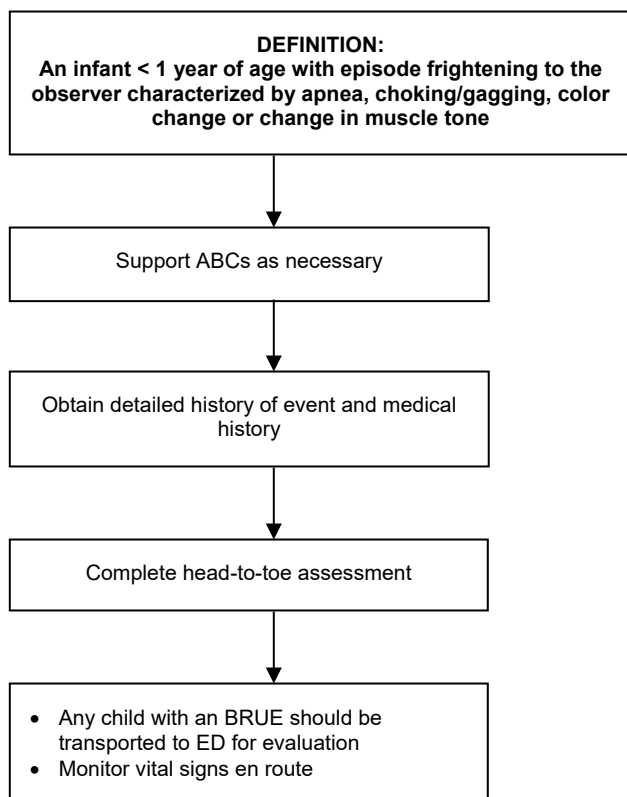 DEFINITION:
An infant < 1 year of age with episode frightening to the
observer characterized by apnea, choking/gagging, color
change or change in muscle tone
Support ABCs as necessary
Obtain detailed history of event and medical
history
Complete head-to-toe assessment
• Any child with an BRUE should be
transported to ED for evaluation
• Monitor vital signs en route